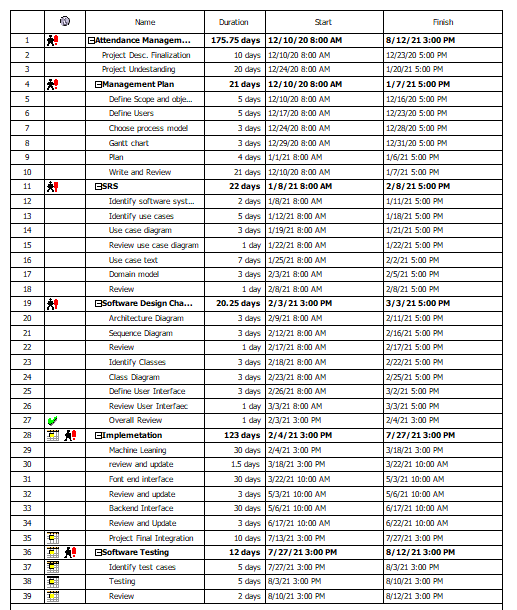 Name Duration Start Finish
1 Attendance Managem... 175.75 days 12/10/20 8:00 AM 8/12/21 3:00 PM
2 Project Desc. Finalization 10 days 12/10/20 8:00 AM 12/23/20 5:00 PM
3 Project Undestanding 20 days 12/24/20 8:00 AM 1/20/21 5:00 PM
4 Management Plan 21 days 12/10/20 8:00 AM 1/7/21 5:00 PM
5 Define Scope and obje... 5 days 12/10/20 8:00 AM 12/16/20 5:00 PM
6 Define Users 5 days 12/17/20 8:00 AM 12/23/20 5:00 PM
7 Choose process model 3 days 12/24/20 8:00 AM 12/28/20 5:00 PM
8 Gantt chart 3 days 12/29/20 8:00 AM 12/31/20 5:00 PM
9 Plan 4 days 1/1/21 8:00 AM 1/6/21 5:00 PM
10 Write and Review 21 days 12/10/20 8:00 AM 1/7/21 5:00 PM
11 SRS 22 days 1/8/21 8:00 AM 2/8/21 5:00 PM
12 Identify software syst... 2 days 1/8/21 8:00 AM 1/11/21 5:00 PM
13 Identify use cases 5 days 1/12/21 8:00 AM 1/18/21 5:00 PM
14 Use case diagram 3 days 1/19/21 8:00 AM 1/21/21 5:00 PM
15 Review use case diagram 1 day 1/22/21 8:00 AM 1/22/21 5:00 PM
16 Use case text 7 days 1/25/21 8:00 AM 2/2/21 5:00 PM
17 Domain model 3 days 2/3/21 8:00 AM 2/5/21 5:00 PM
18 Review 1 day 2/8/21 8:00 AM 2/8/21 5:00 PM
19 Software Design Cha... 20.25 days 2/3/21 3:00 PM 3/3/21 5:00 PM
20 Architecture Diagram 3 days 2/9/21 8:00 AM 2/11/21 5:00 PM
21 Sequence Diagram 3 days 2/12/21 8:00 AM 2/16/21 5:00 PM
22 Review 1 day 2/17/21 8:00 AM 2/17/21 5:00 PM
23 Identify Classes 3 days 2/18/21 8:00 AM 2/22/21 5:00 PM
24 Class Diagram 3 days 2/23/21 8:00 AM 2/25/21 5:00 PM
25 Define User Interface 3 days 2/26/21 8:00 AM 3/2/21 5:00 PM
26 Review User Interfaec 1 day 3/3/21 8:00 AM 3/3/21 5:00 PM
27 Overall Review 1 day 2/3/21 3:00 PM 2/4/21 3:00 PM
28 Implemetation 123 days 2/4/21 3:00 PM 7/27/21 3:00 PM
29 Machine Leaning 30 days 2/4/21 3:00 PM 3/18/21 3:00 PM
30 review and update 1.5 days 3/18/21 3:00 PM 3/22/21 10:00 AM
31 Font end interface 30 days 3/22/21 10:00 AM 5/3/21 10:00 AM
32 Review and update 3 days 5/3/21 10:00 AM 5/6/21 10:00 AM
33 Backend Interface 30 days 5/6/21 10:00 AM 6/17/21 10:00 AM
34 Review and Update 3 days 6/17/21 10:00 AM 6/22/21 10:00 AM
35 Project Final Integration 10 days 7/13/21 3:00 PM 7/27/21 3:00 PM
36 Software Testing 12 days 7/27/21 3:00 PM 8/12/21 3:00 PM
37 Identify test cases 5 days 7/27/21 3:00 PM 8/3/21 3:00 PM
38 Testing 5 days 8/3/21 3:00 PM 8/10/21 3:00 PM
39 Review 2 days 8/10/21 3:00 PM 8/12/21 3:00 PM